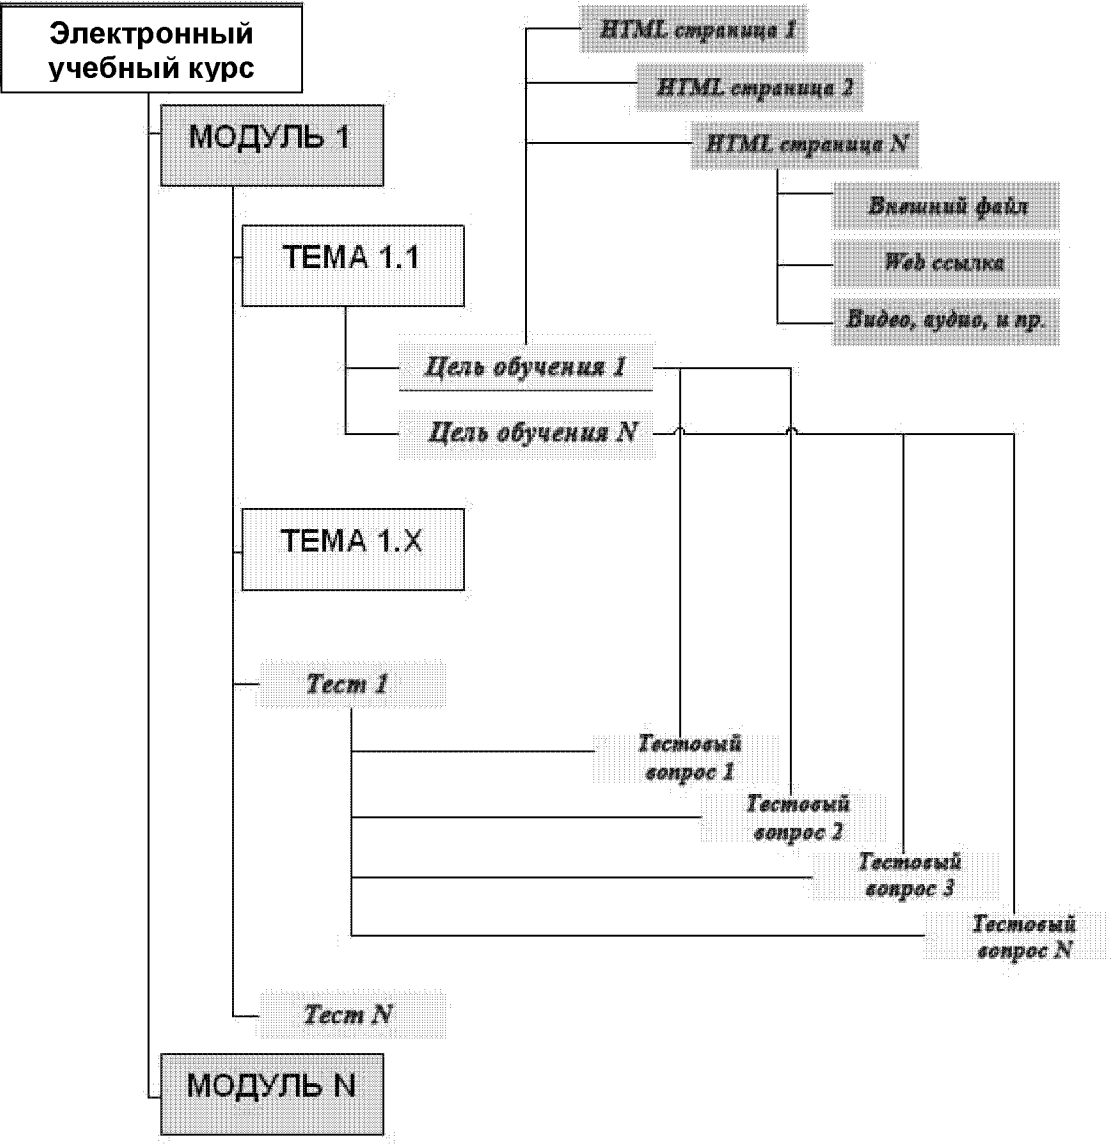 Электронный
учебный курс
HTML страница 1
HTML страница 2
МОДУЛЬ 1
HTML страница N
Внешний файл
ТЕМА 1.1
Web ссылка
Видео, аудио, и пр.
Цель обучения 1
Цель обучения N
ТЕМА 1.X
Тест 1
Тестовый
вопрос 1
Тестовый
вопрос 2
Тестовый
вопрос 3
Тестовый
вопрос N
Тест N
МОДУЛЬ N